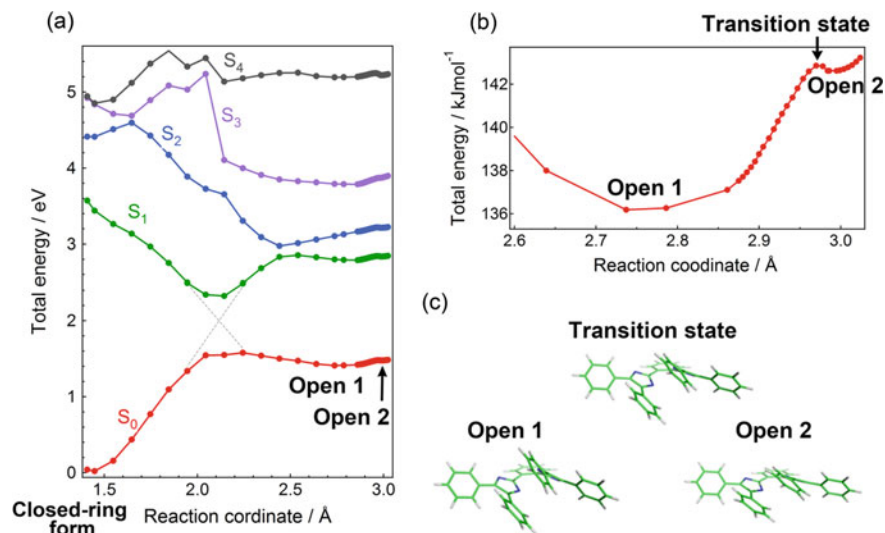 (a)
Total energy / eV
5
4
3
2
1
0
S4
S3
S2
S1
S0
Open 1
Open 2
1.5
2.0
2.5
3.0
Closed-ring
form
Reaction cordinate / Å
(b)
Transition state
Total energy / kJmol⁻¹
142
140
138
136
Open 1
Open 2
2.6
2.7
2.8
2.9
3.0
Reaction coodinate / Å
(c)
Transition state
Open 1
Open 2